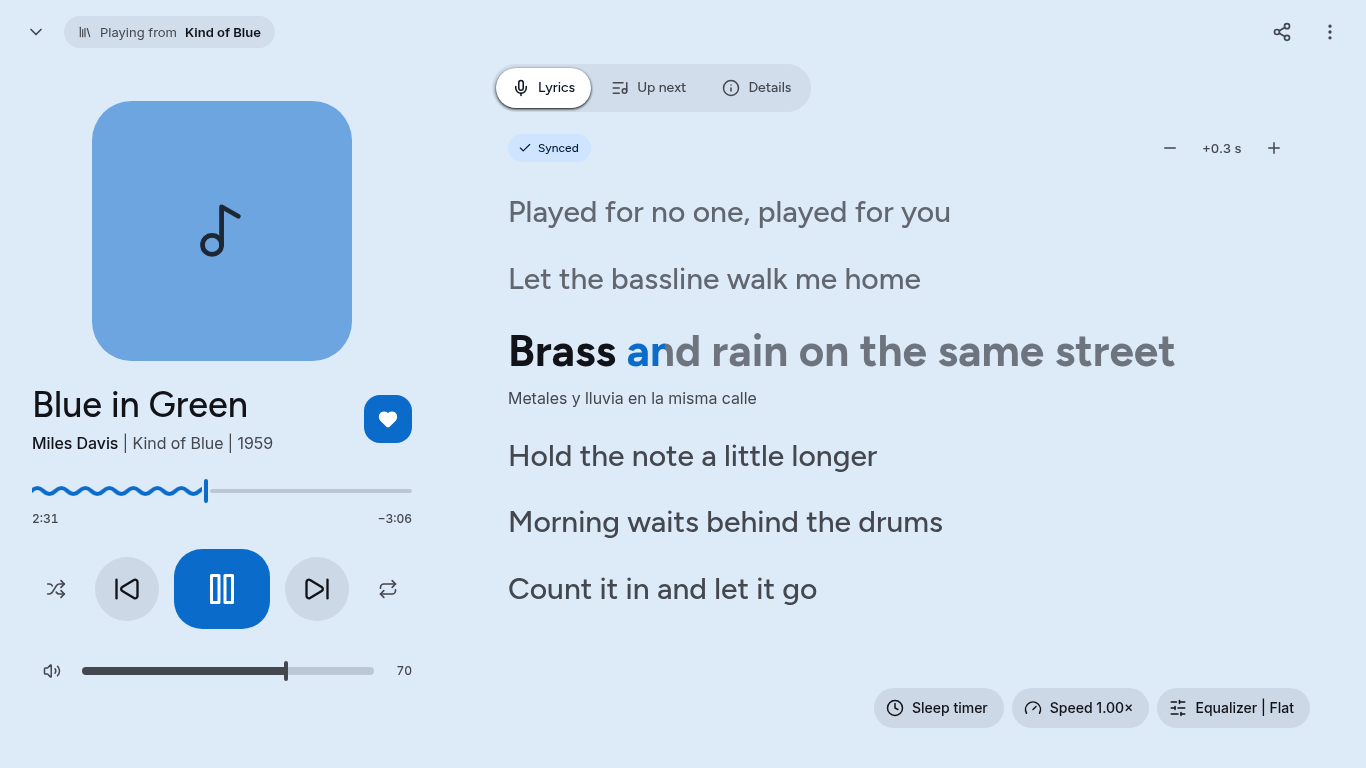 Playing from Kind of Blue
Lyrics
Up next
Details
Synced
+0.3 s
Played for no one, played for you
Let the bassline walk me home
Brass and rain on the same street
Metales y lluvia en la misma calle
Hold the note a little longer
Morning waits behind the drums
Count it in and let it go
Blue in Green
Miles Davis | Kind of Blue | 1959
2:31
−3:06
70
Sleep timer
Speed 1.00×
Equalizer | Flat